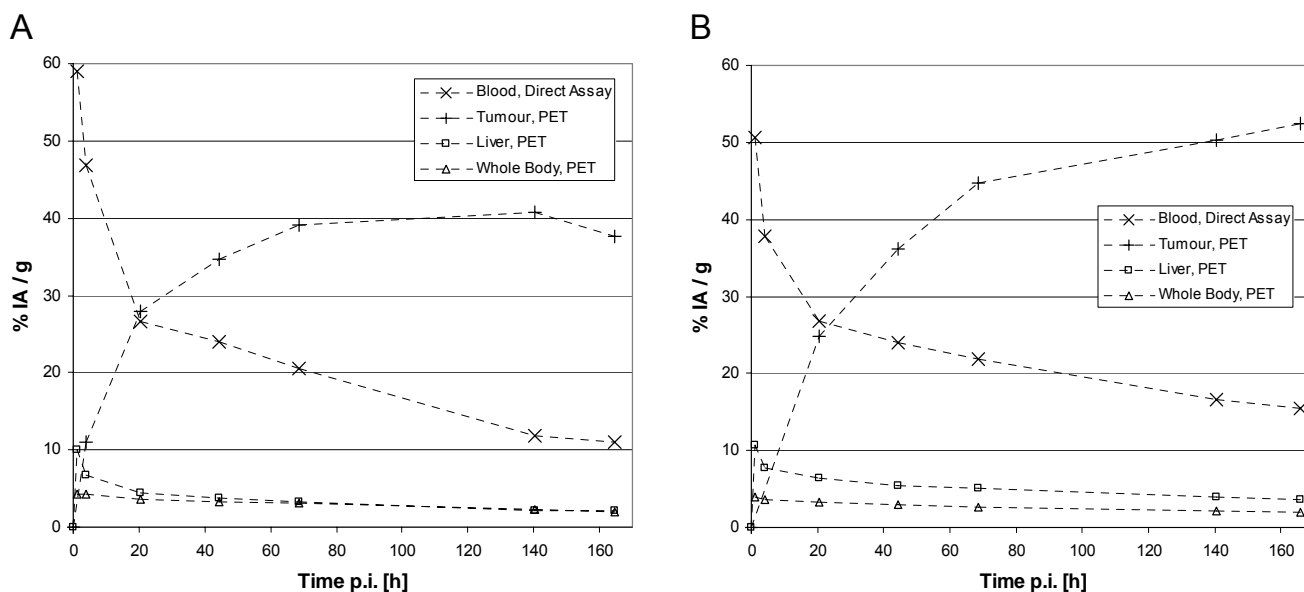 A
60
50
40
30
20
10
0
% IA / g
0 20 40 60 80 100 120 140 160
Time p.i. [h]
Blood, Direct Assay
Tumour, PET
Liver, PET
Whole Body, PET
B
60
50
40
30
20
10
0
% IA / g
0 20 40 60 80 100 120 140 160
Time p.i. [h]
Blood, Direct Assay
Tumour, PET
Liver, PET
Whole Body, PET